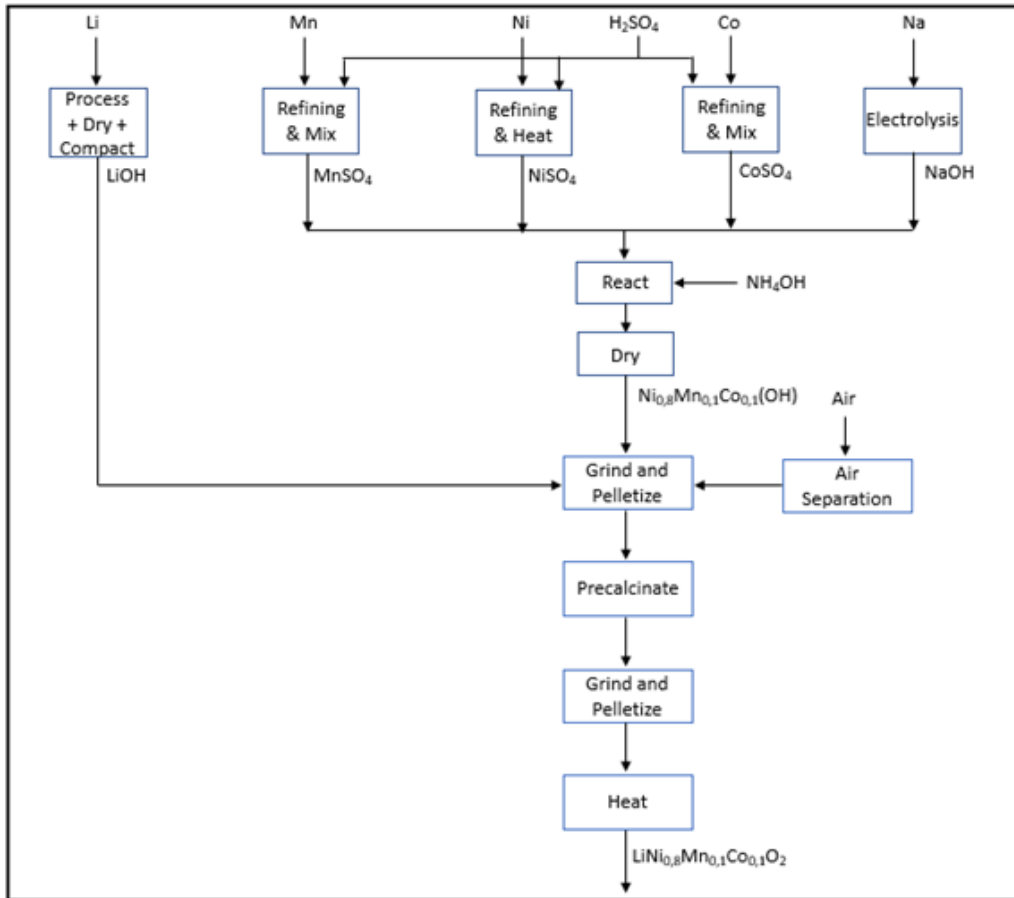 Li Mn Ni H₂SO₄ Co Na
Process
+ Dry +
Compact
Refining
& Mix
Refining
& Heat
Refining
& Mix
Electrolysis
LiOH
MnSO₄
NiSO₄
CoSO₄
NaOH
React
NH₄OH
Dry
Ni₀,₈Mn₀,₁Co₀,₁(OH)
Air
Grind and
Pelletize
Air
Separation
Precalcinate
Grind and
Pelletize
Heat
LiNi₀,₈Mn₀,₁Co₀,₁O₂